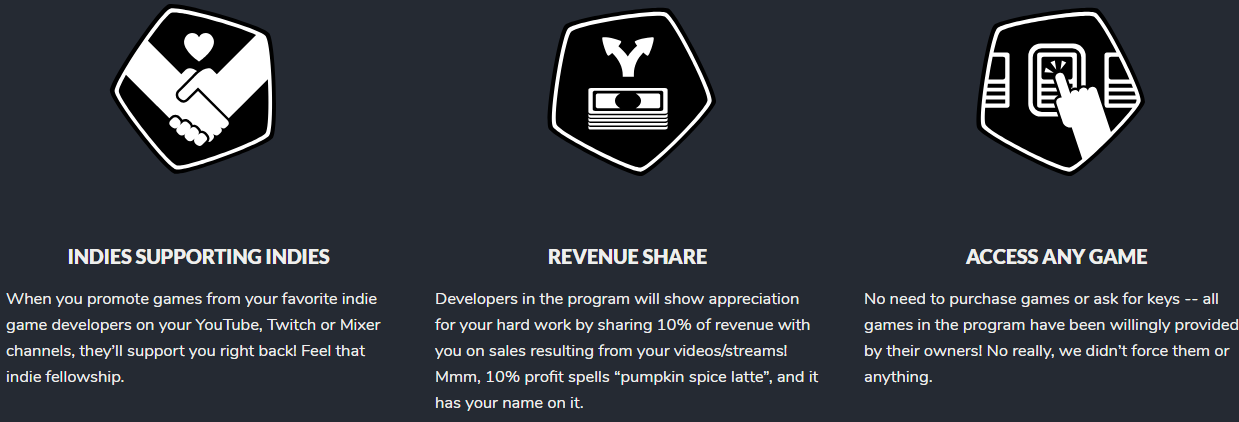 INDIES SUPPORTING INDIES
When you promote games from your favorite indie
game developers on your YouTube, Twitch or Mixer
channels, they’ll support you right back! Feel that
indie fellowship.
REVENUE SHARE
Developers in the program will show appreciation
for your hard work by sharing 10% of revenue with
you on sales resulting from your videos/streams!
Mmm, 10% profit spells “pumpkin spice latte”, and it
has your name on it.
ACCESS ANY GAME
No need to purchase games or ask for keys -- all
games in the program have been willingly provided
by their owners! No really, we didn’t force them or
anything.